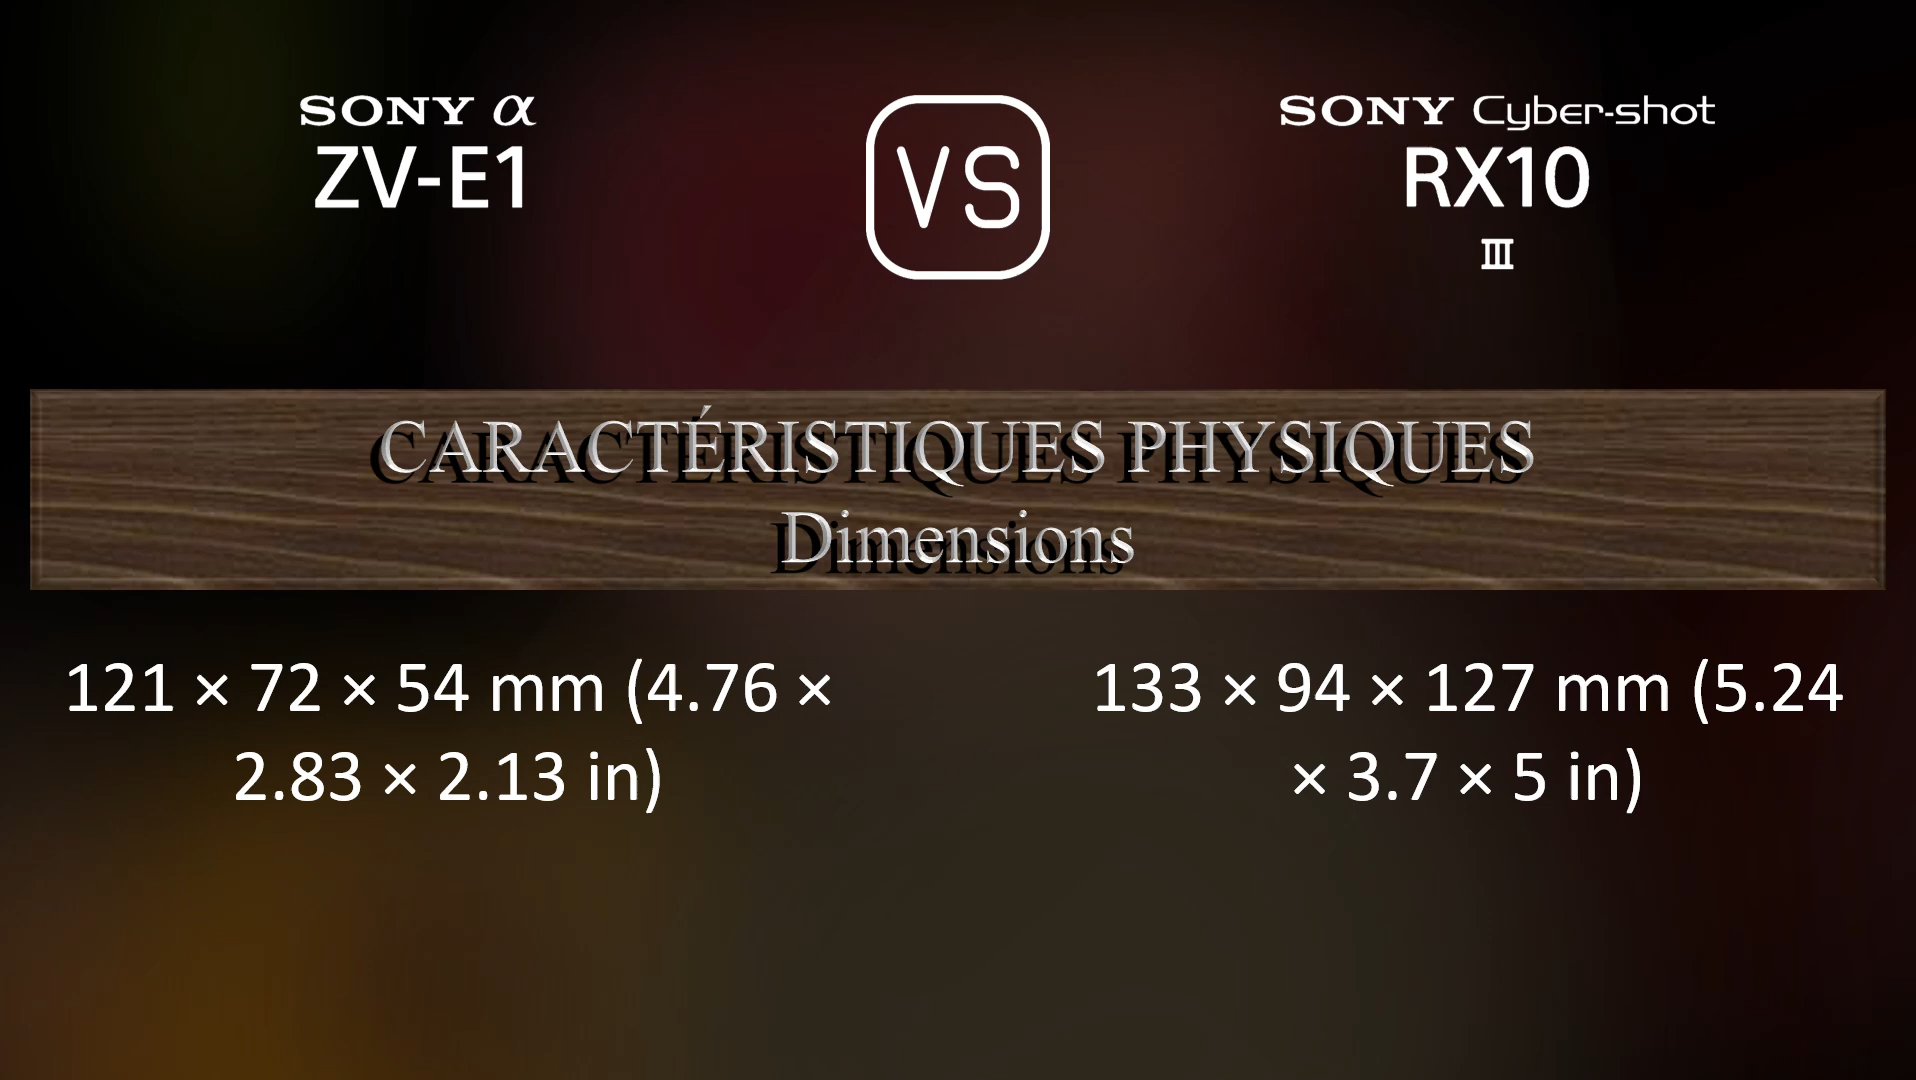 SONY α
ZV-E1
VS
SONY Cyber-shot
RX10
III
CARACTÉRISTIQUES PHYSIQUES
Dimensions
121 × 72 × 54 mm (4.76 ×
2.83 × 2.13 in)
133 × 94 × 127 mm (5.24
× 3.7 × 5 in)